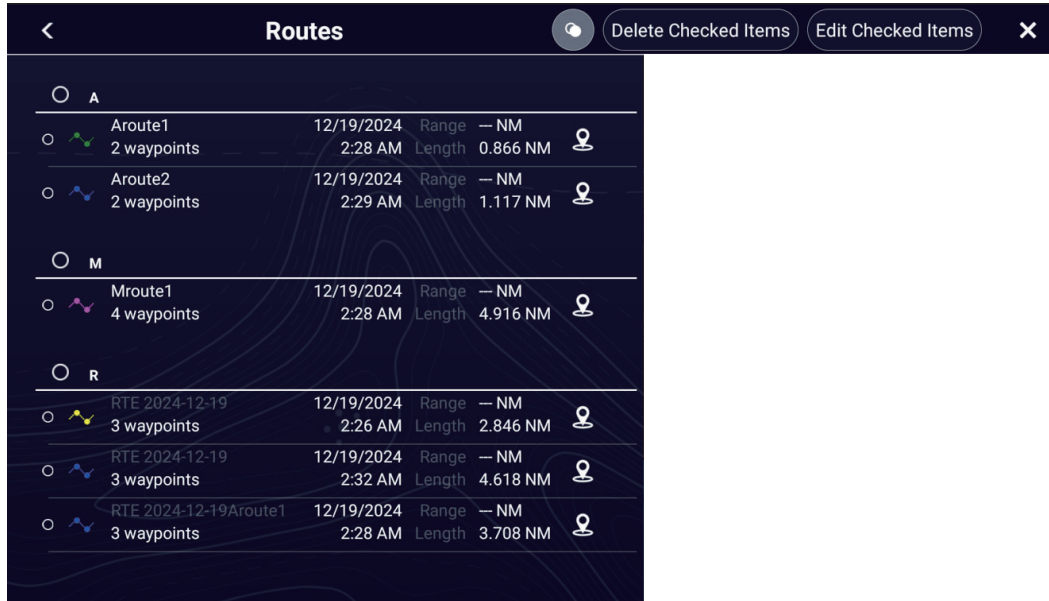 Routes Delete Checked Items Edit Checked Items
A
Aroute1 12/19/2024 Range --- NM
2 waypoints 2:28 AM Length 0.866 NM
Aroute2 12/19/2024 Range --- NM
2 waypoints 2:29 AM Length 1.117 NM
M
Mroute1 12/19/2024 Range --- NM
4 waypoints 2:28 AM Length 4.916 NM
R
RTE 2024-12-19 12/19/2024 Range --- NM
3 waypoints 2:26 AM Length 2.846 NM
RTE 2024-12-19 12/19/2024 Range --- NM
3 waypoints 2:32 AM Length 4.618 NM
RTE 2024-12-19Aroute1 12/19/2024 Range --- NM
3 waypoints 2:28 AM Length 3.708 NM